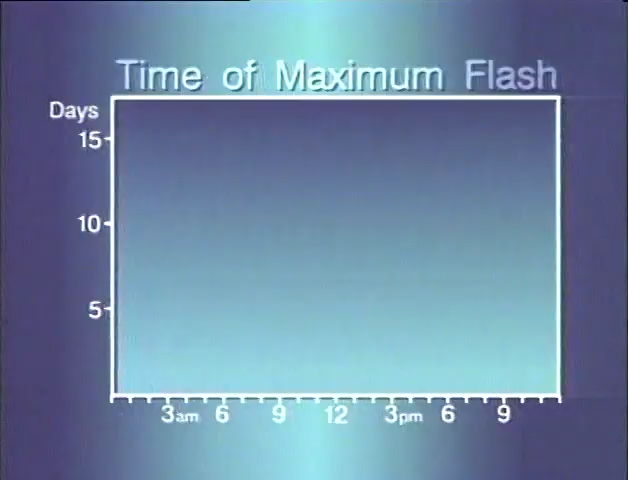 Time of Maximum Flash
Days
15
10
5
3am 6 9 12 3pm 6 9